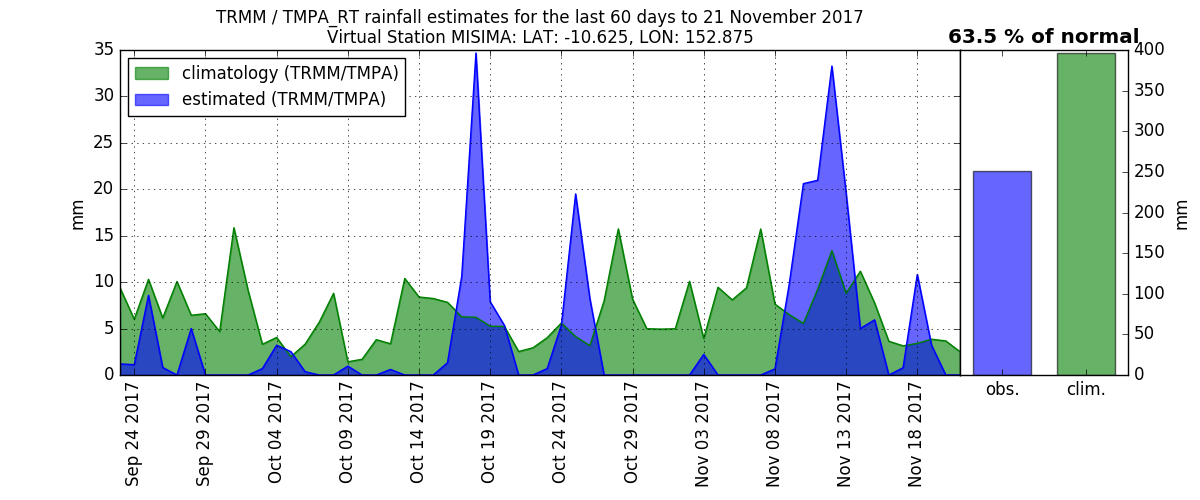 TRMM / TMPA_RT rainfall estimates for the last 60 days to 21 November 2017
Virtual Station MISIMA: LAT: -10.625, LON: 152.875
63.5 % of normal
climatology (TRMM/TMPA)
estimated (TRMM/TMPA)
mm
35
30
25
20
15
10
5
0
Sep 24 2017
Sep 29 2017
Oct 04 2017
Oct 09 2017
Oct 14 2017
Oct 19 2017
Oct 24 2017
Oct 29 2017
Nov 03 2017
Nov 08 2017
Nov 13 2017
Nov 18 2017
obs.
clim.
400
350
300
250
200
150
100
50
0
mm